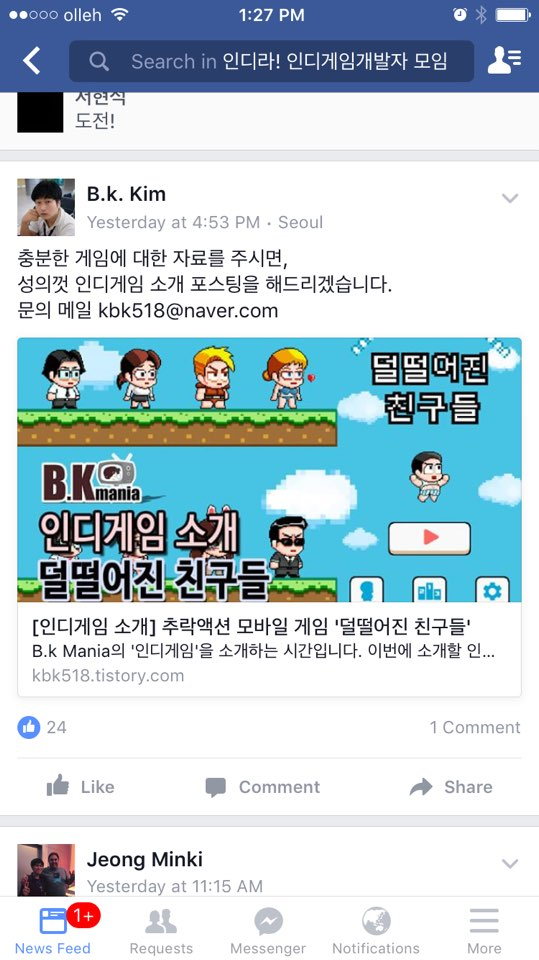 olleh
1:27 PM
Search in 인디라! 인디게임개발자 모임
서현식
도전!
B.k. Kim
Yesterday at 4:53 PM · Seoul
충분한 게임에 대한 자료를 주시면,
성의껏 인디게임 소개 포스팅을 해드리겠습니다.
문의 메일 kbk518@naver.com
덜떨어진
친구들
B.K mania
인디게임 소개
덜떨어진 친구들
[인디게임 소개] 추락액션 모바일 게임 '덜떨어진 친구들'
B.k Mania의 '인디게임'을 소개하는 시간입니다. 이번에 소개할 인...
kbk518.tistory.com
24
1 Comment
Like
Comment
Share
Jeong Minki
Yesterday at 11:15 AM
1+
News Feed
Requests
Messenger
Notifications
More